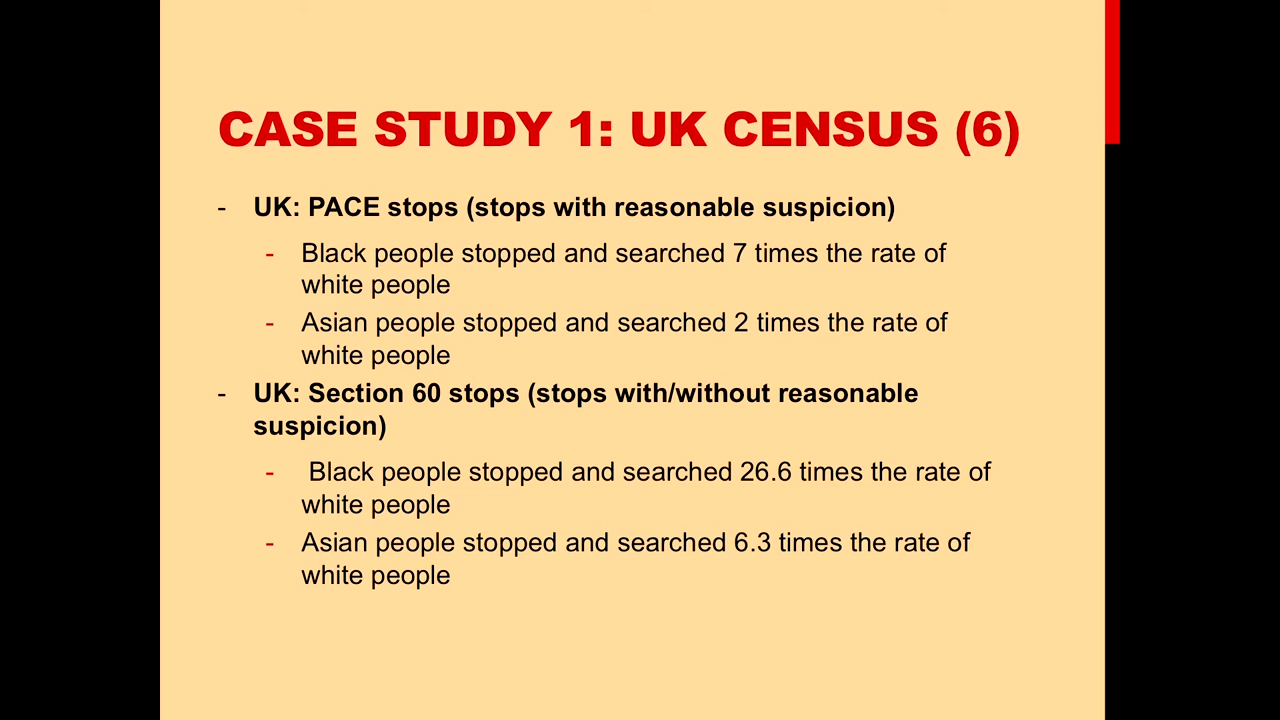 CASE STUDY 1: UK CENSUS (6)
- UK: PACE stops (stops with reasonable suspicion)
- Black people stopped and searched 7 times the rate of
white people
- Asian people stopped and searched 2 times the rate of
white people
- UK: Section 60 stops (stops with/without reasonable
suspicion)
- Black people stopped and searched 26.6 times the rate of
white people
- Asian people stopped and searched 6.3 times the rate of
white people